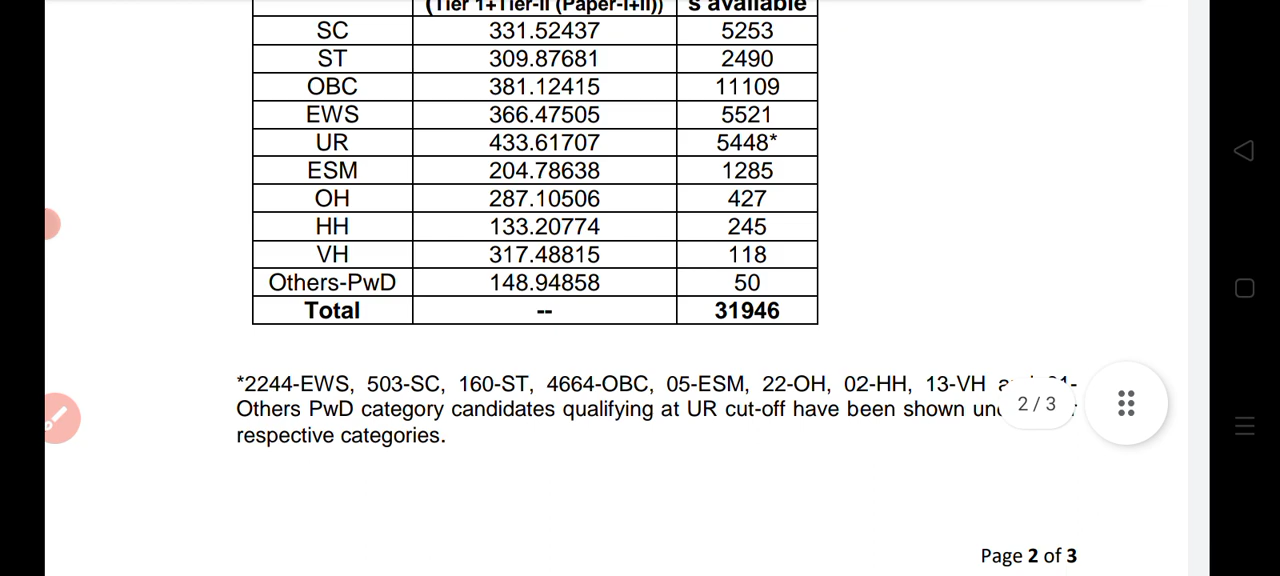 (Tier 1+Tier-II (Paper-I+II)) s available
SC 331.52437 5253
ST 309.87681 2490
OBC 381.12415 11109
EWS 366.47505 5521
UR 433.61707 5448*
ESM 204.78638 1285
OH 287.10506 427
HH 133.20774 245
VH 317.48815 118
Others-PwD 148.94858 50
Total -- 31946
*2244-EWS, 503-SC, 160-ST, 4664-OBC, 05-ESM, 22-OH, 02-HH, 13-VH
Others PwD category candidates qualifying at UR cut-off have been shown
respective categories.
2 / 3
Page 2 of 3